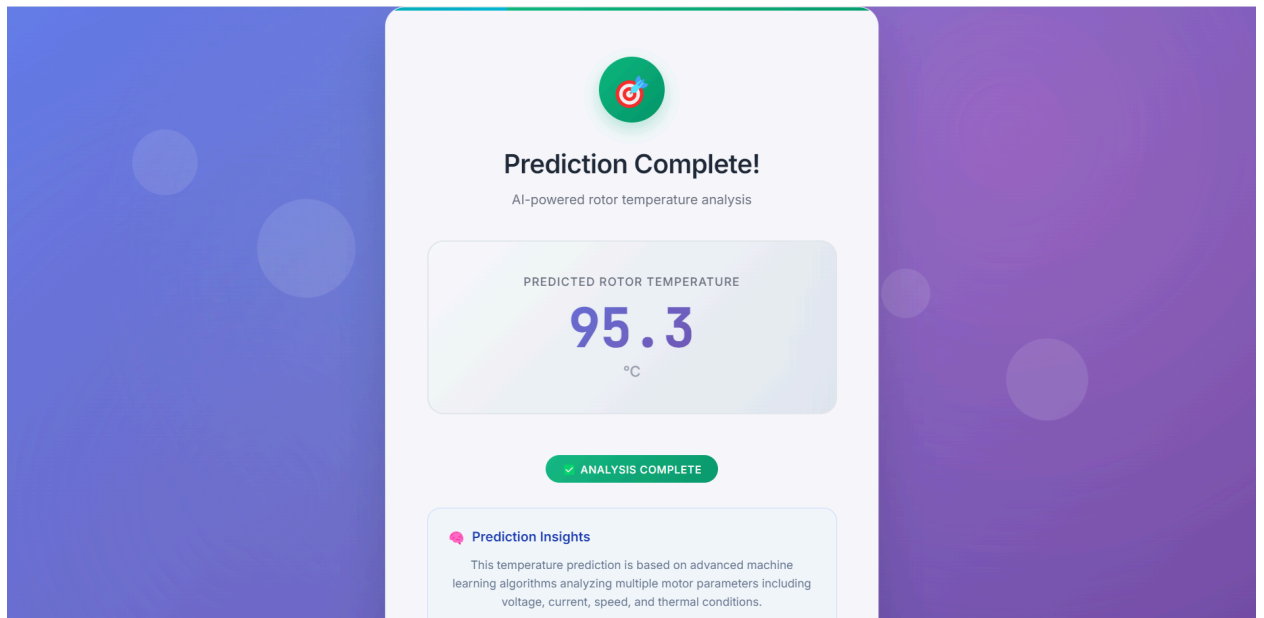 Prediction Complete!
AI-powered rotor temperature analysis
PREDICTED ROTOR TEMPERATURE
95.3
°C
ANALYSIS COMPLETE
Prediction Insights
This temperature prediction is based on advanced machine
learning algorithms analyzing multiple motor parameters including
voltage, current, speed, and thermal conditions.